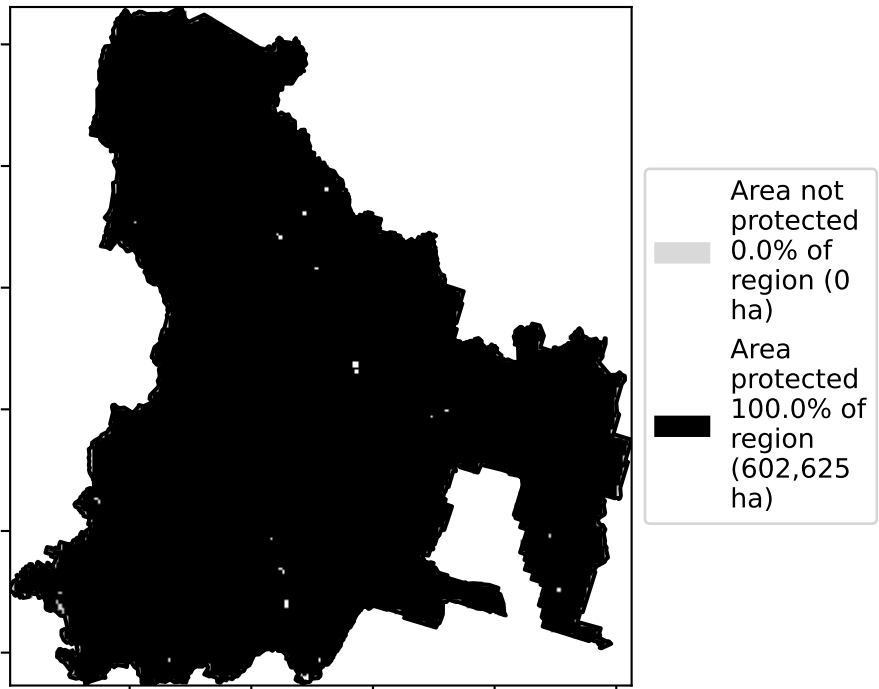 Area not
protected
0.0% of
region (0
ha)
Area
protected
100.0% of
region
(602,625
ha)